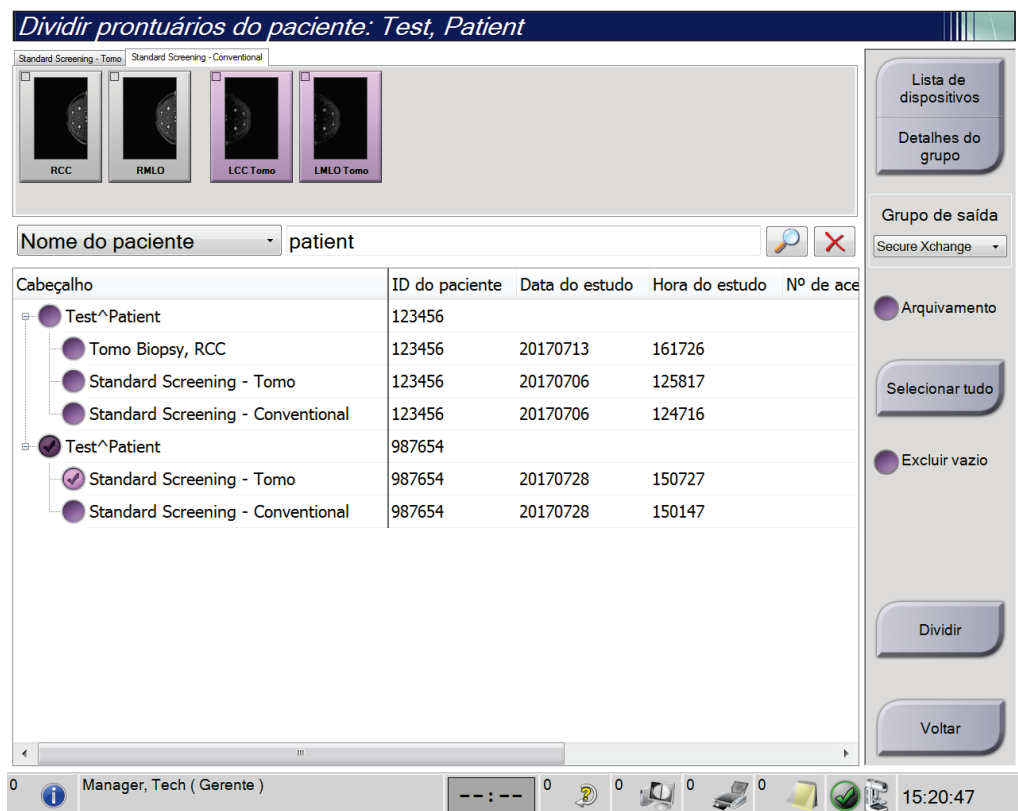 Dividir prontuários do paciente: Test, Patient
Standard Screening - Tomo Standard Screening - Conventional
RCC RMLO LCC Tomo LMLO Tomo
Lista de
dispositivos
Detalhes do
grupo
Grupo de saída
Secure Xchange
Arquivamento
Selecionar tudo
Excluir vazio
Dividir
Voltar
Nome do paciente patient
Cabeçalho ID do paciente Data do estudo Hora do estudo Nº de ace
Test^Patient 123456
Tomo Biopsy, RCC 123456 20170713 161726
Standard Screening - Tomo 123456 20170706 125817
Standard Screening - Conventional 123456 20170706 124716
Test^Patient 987654
Standard Screening - Tomo 987654 20170728 150727
Standard Screening - Conventional 987654 20170728 150147
0 Manager, Tech ( Gerente ) --:-- 0 0 0 0 15:20:47